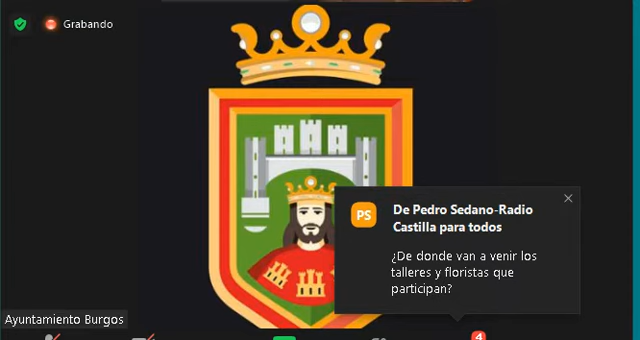 Grabando
PS
De Pedro Sedano-Radio
Castilla para todos
¿De donde van a venir los
talleres y floristas que
participan?
Ayuntamiento Burgos
4